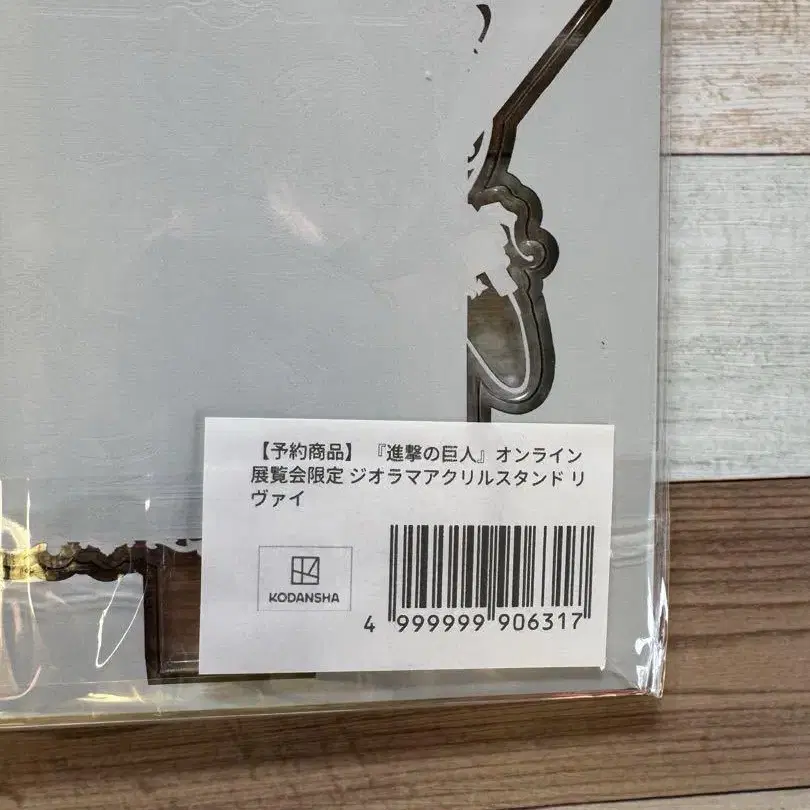 【予約商品】 『進撃の巨人』オンライン
展覧会限定 ジオラマアクリルスタンド リ
ヴァイ
KODANSHA
4 999999 906317